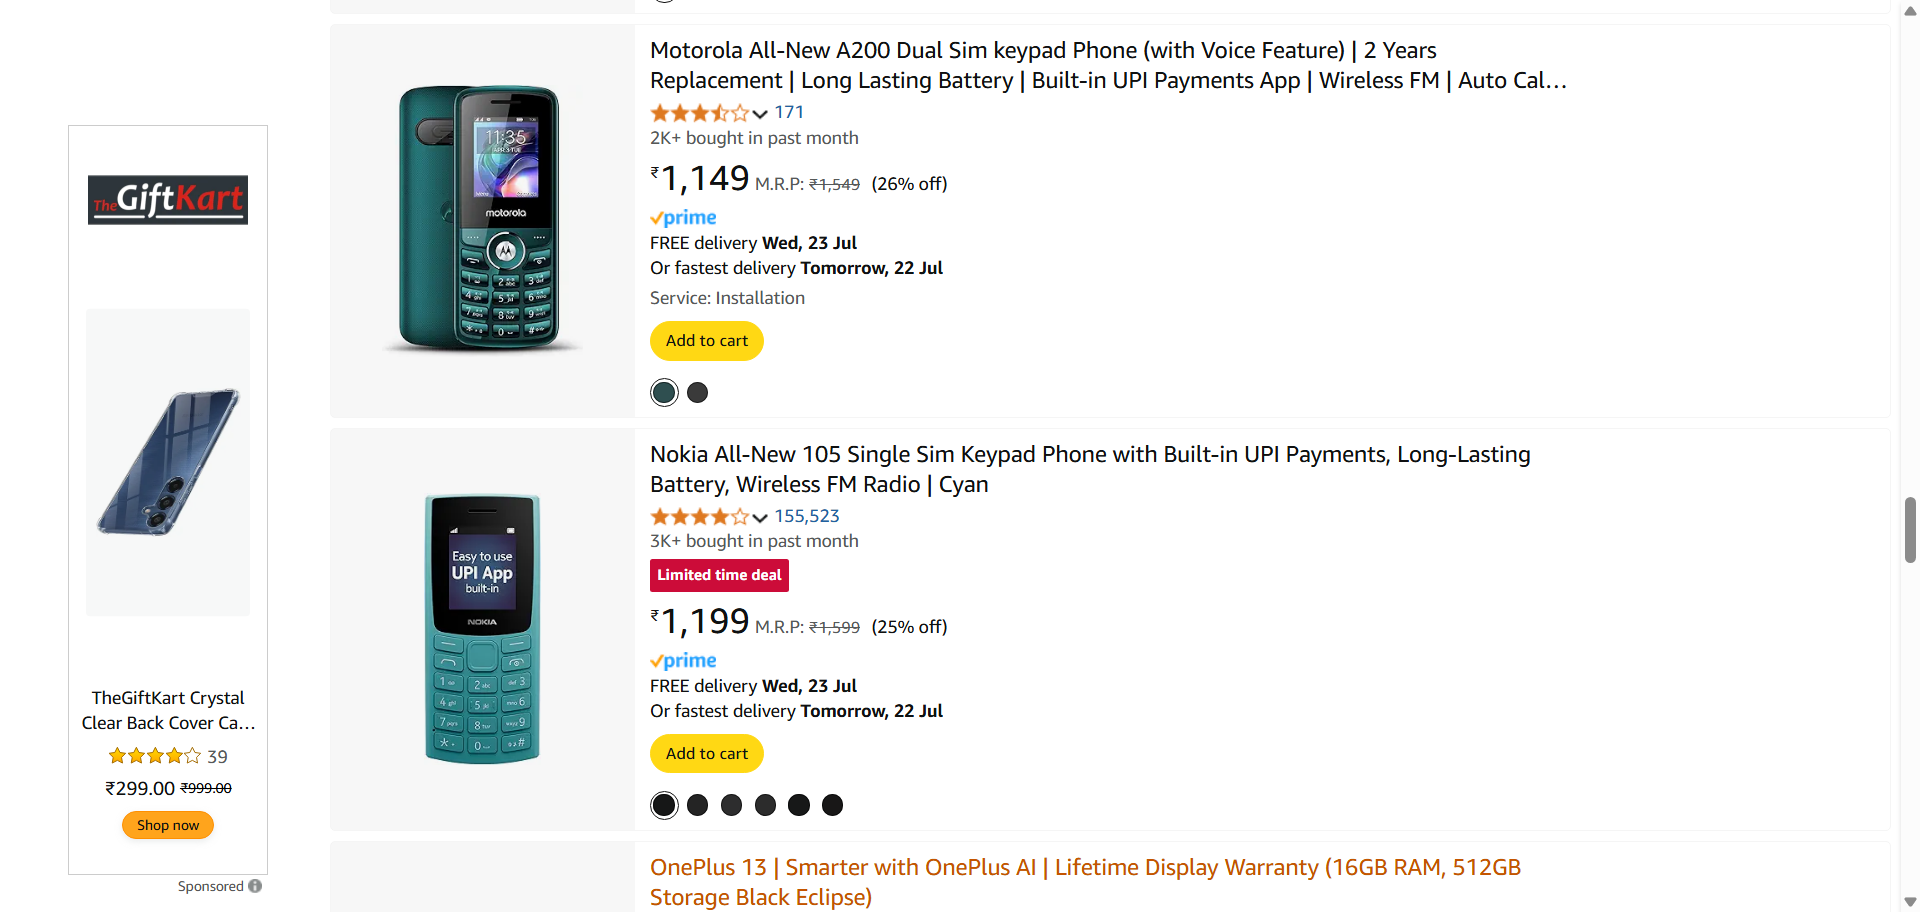 TheGiftKart
TheGiftKart Crystal
Clear Back Cover Ca...
39
₹299.00 ₹999.00
Shop now
Sponsored
11:35
motorola
Motorola All-New A200 Dual Sim keypad Phone (with Voice Feature) | 2 Years
Replacement | Long Lasting Battery | Built-in UPI Payments App | Wireless FM | Auto Cal...
171
2K+ bought in past month
₹1,149 M.R.P: ₹1,549 (26% off)
prime
FREE delivery Wed, 23 Jul
Or fastest delivery Tomorrow, 22 Jul
Service: Installation
Add to cart
Easy to use
UPI App
built-in
NOKIA
Nokia All-New 105 Single Sim Keypad Phone with Built-in UPI Payments, Long-Lasting
Battery, Wireless FM Radio | Cyan
155,523
3K+ bought in past month
Limited time deal
₹1,199 M.R.P: ₹1,599 (25% off)
prime
FREE delivery Wed, 23 Jul
Or fastest delivery Tomorrow, 22 Jul
Add to cart
OnePlus 13 | Smarter with OnePlus AI | Lifetime Display Warranty (16GB RAM, 512GB
Storage Black Eclipse)